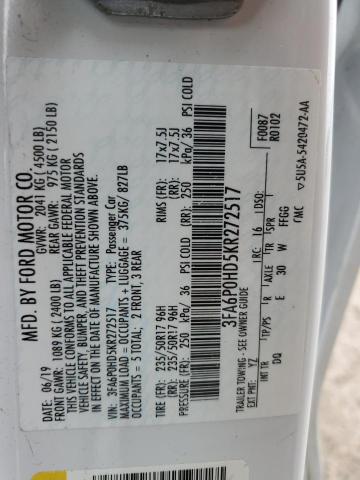 MFD. BY FORD MOTOR CO.
06/19 GVWR: 2041 KG (4500 LB)
FRONT GAWR: 1089 KG (2400 LB) 975 KG (2150 LB)
THIS VEHICLE CONFORMS TO ALL APPLICABLE FEDERAL MOTOR
VEHICLE SAFETY, BUMPER, AND THEFT PREVENTION STANDARDS
IN EFFECT ON THE DATE OF MANUFACTURE SHOWN ABOVE.
VIN: 3FA6P0HD5KR272517 TYPE: Passenger Car
MAXIMUM LOAD = OCCUPANTS + LUGGAGE = 375KG/ 827LB
OCCUPANTS = 5 TOTAL: 2 FRONT, 3 REAR
TIRE (FR): 235/50R17 96H RIMS (FR): 17x7.5J
(RR): 235/50R17 96H (RR): 17x7.5J
PRESSURE (FR): 250 kPa/ 36 PSI COLD (RR): 250 kPa/ 36 PSI COLD
3FA6P0HD5KR272517
TRAILER TOWING - SEE OWNER GUIDE
F0087
R0102
EXT PNT: YZ RC: 16 DSO:
INT TR TP/PS R AXLE TR SPR
DQ E 30 W FFGG
FMC 5U5A-5420472-AA